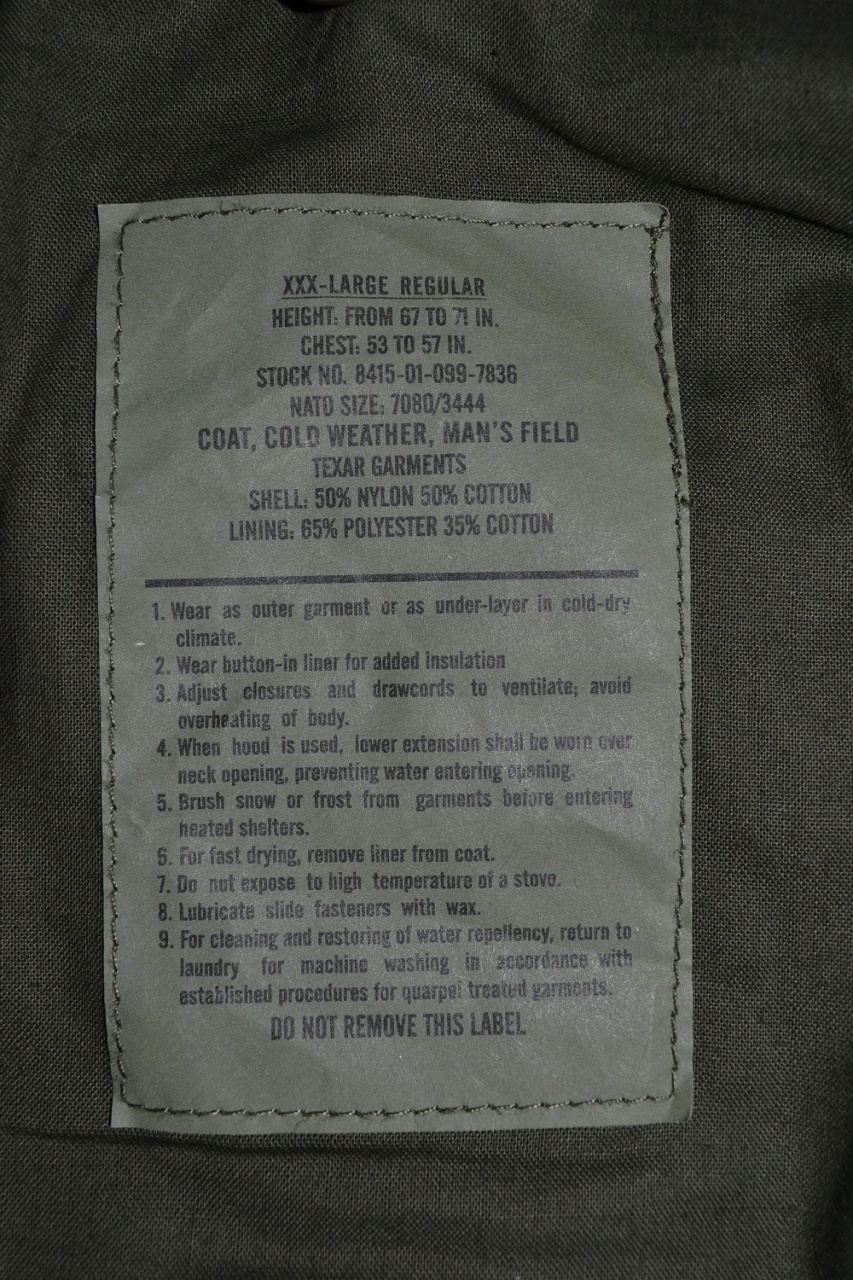 XXX-LARGE REGULAR
HEIGHT: FROM 67 TO 71 IN.
CHEST: 53 TO 57 IN.
STOCK NO. 8415-01-099-7836
NATO SIZE: 7080/3444
COAT, COLD WEATHER, MAN'S FIELD
TEXAR GARMENTS
SHELL: 50% NYLON 50% COTTON
LINING: 65% POLYESTER 35% COTTON
1. Wear as outer garment or as under-layer in cold-dry
climate.
2. Wear button-in liner for added insulation
3. Adjust closures and drawcords to ventilate; avoid
overheating of body.
4. When hood is used, lower extension shall be worn over
neck opening, preventing water entering opening.
5. Brush snow or frost from garments before entering
heated shelters.
6. For fast drying, remove liner from coat.
7. Do not expose to high temperature of a stove.
8. Lubricate slide fasteners with wax.
9. For cleaning and restoring of water repellency, return to
laundry for machine washing in accordance with
established procedures for quarpel treated garments.
DO NOT REMOVE THIS LABEL